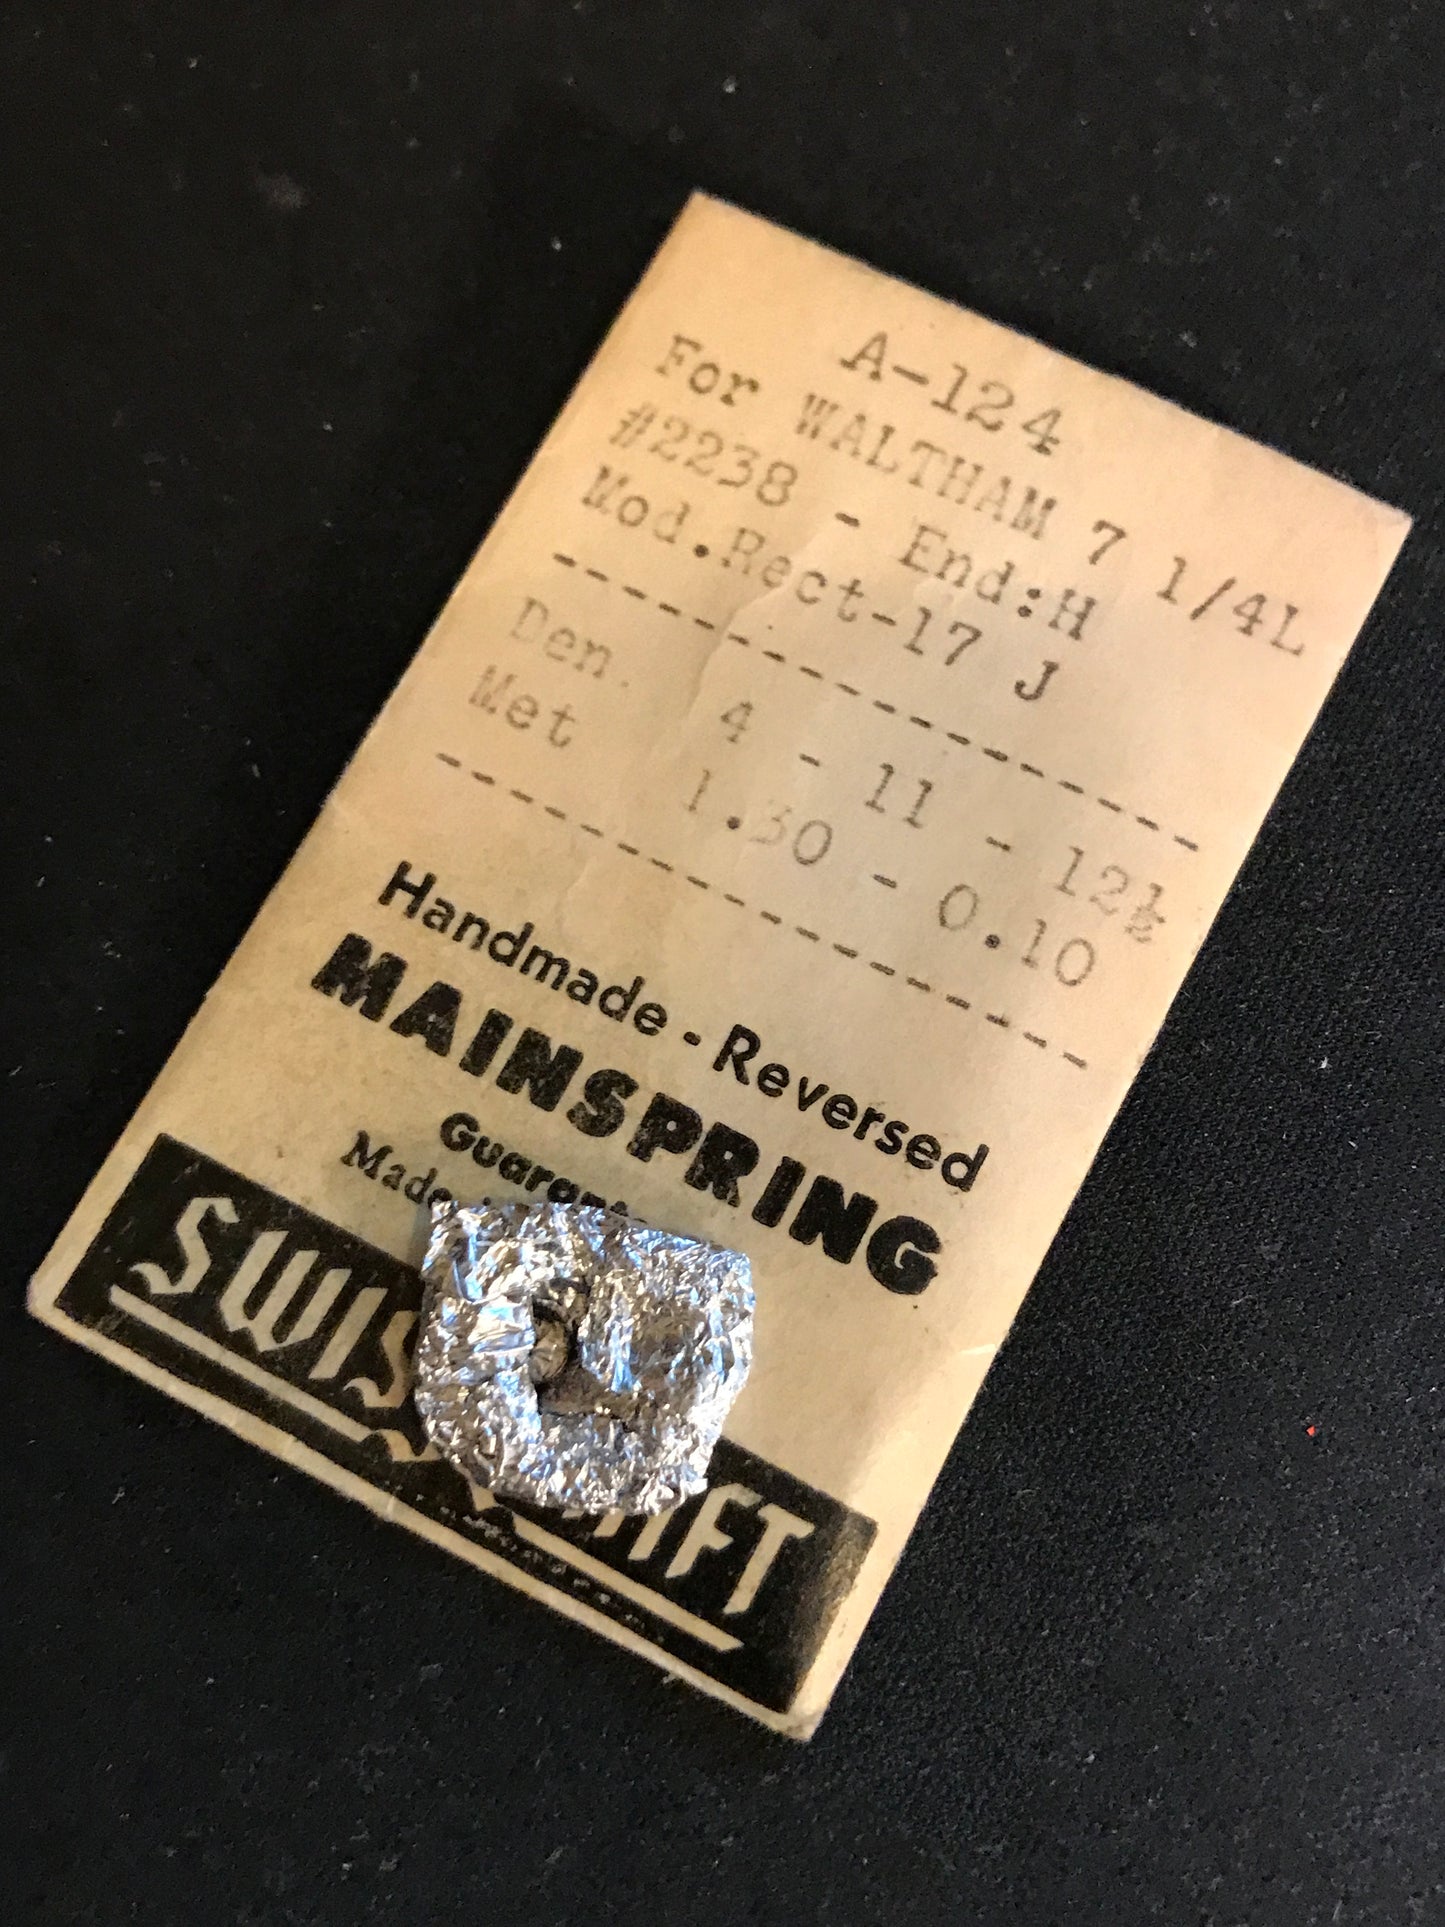 A-124
For WALTHAM 7 1/4L
#2238 - End:H
Mod.Rect-17 J
Den. 4 - 11 - 12½
Met 1.30 - 0.10
Handmade - Reversed
MAINSPRING
Made